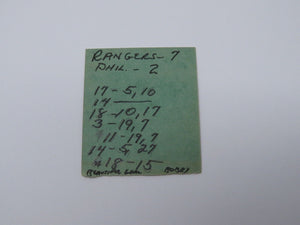 RANGERS - 7
PHIL. - 2
17 - 5, 10
14
18 - 10, 17
3 - 19, 7
11 - 19, 7
14 - 5, 27
18 - 15